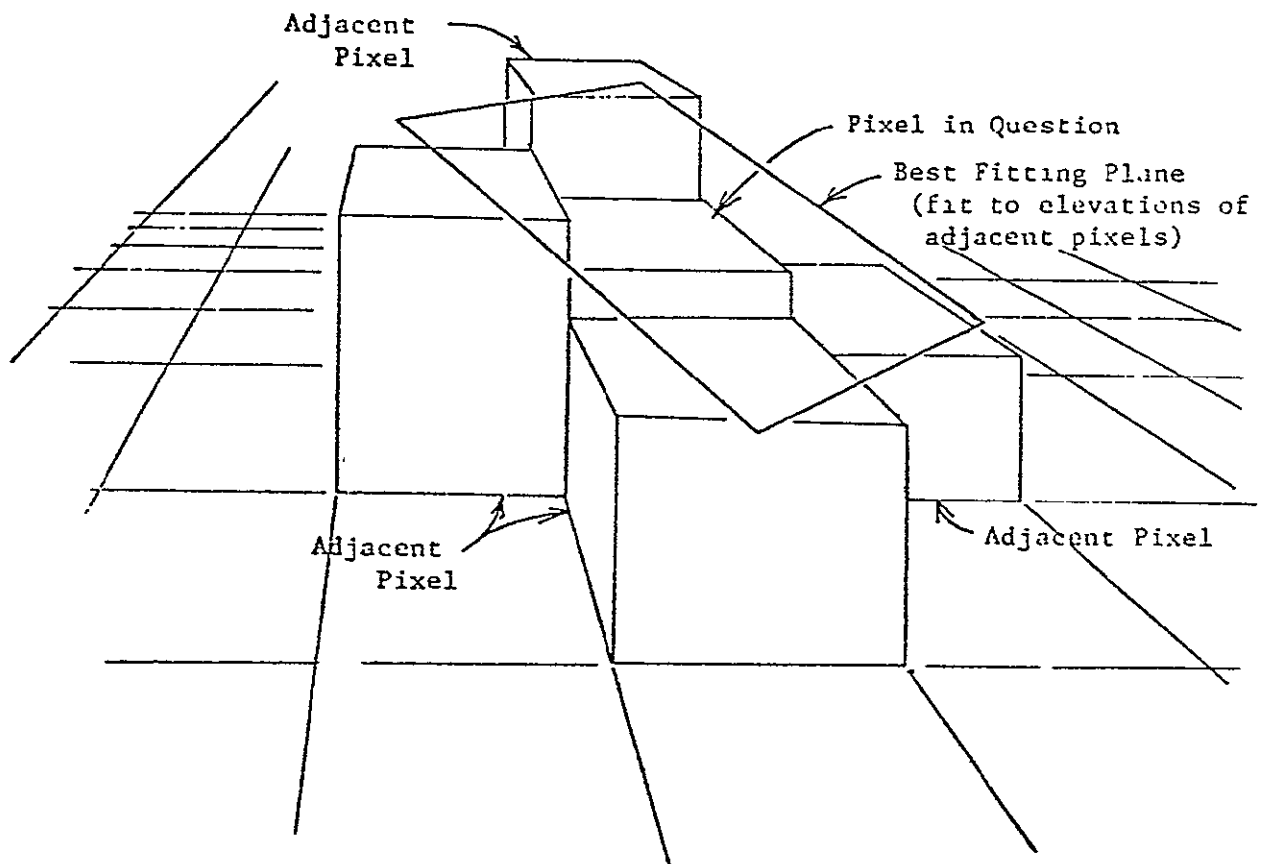 Adjacent
Pixel
Pixel in Question
Best Fitting Plane
(fit to elevations of
adjacent pixels)
Adjacent
Pixel
Adjacent Pixel